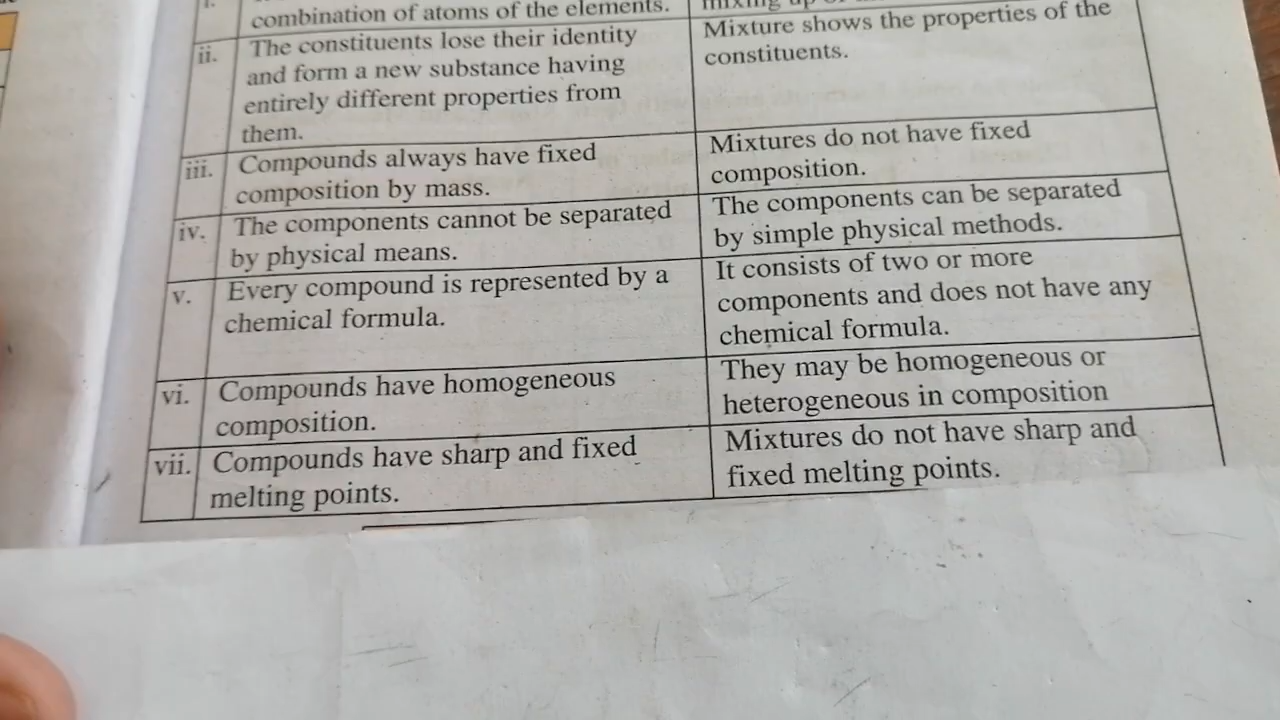 i.
combination of atoms of the elements.
ii.
The constituents lose their identity
and form a new substance having
entirely different properties from
them.
Mixture shows the properties of the
constituents.
iii.
Compounds always have fixed
composition by mass.
Mixtures do not have fixed
composition.
iv.
The components cannot be separated
by physical means.
The components can be separated
by simple physical methods.
v.
Every compound is represented by a
chemical formula.
It consists of two or more
components and does not have any
chemical formula.
vi.
Compounds have homogeneous
composition.
They may be homogeneous or
heterogeneous in composition
vii.
Compounds have sharp and fixed
melting points.
Mixtures do not have sharp and
fixed melting points.